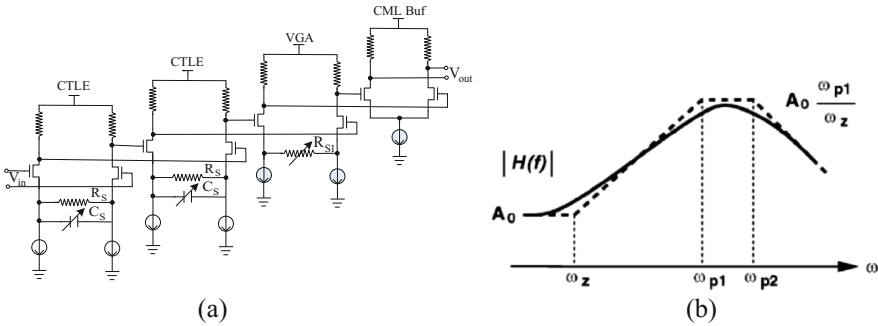 CTLE
CTLE
VGA
CML Buf
V_in
R_S
C_S
R_S
C_S
R_S1
V_out
(a)
|H(f)|
A_0
A_0 ω_p1/ω_z
ω_z
ω_p1
ω_p2
ω
(b)